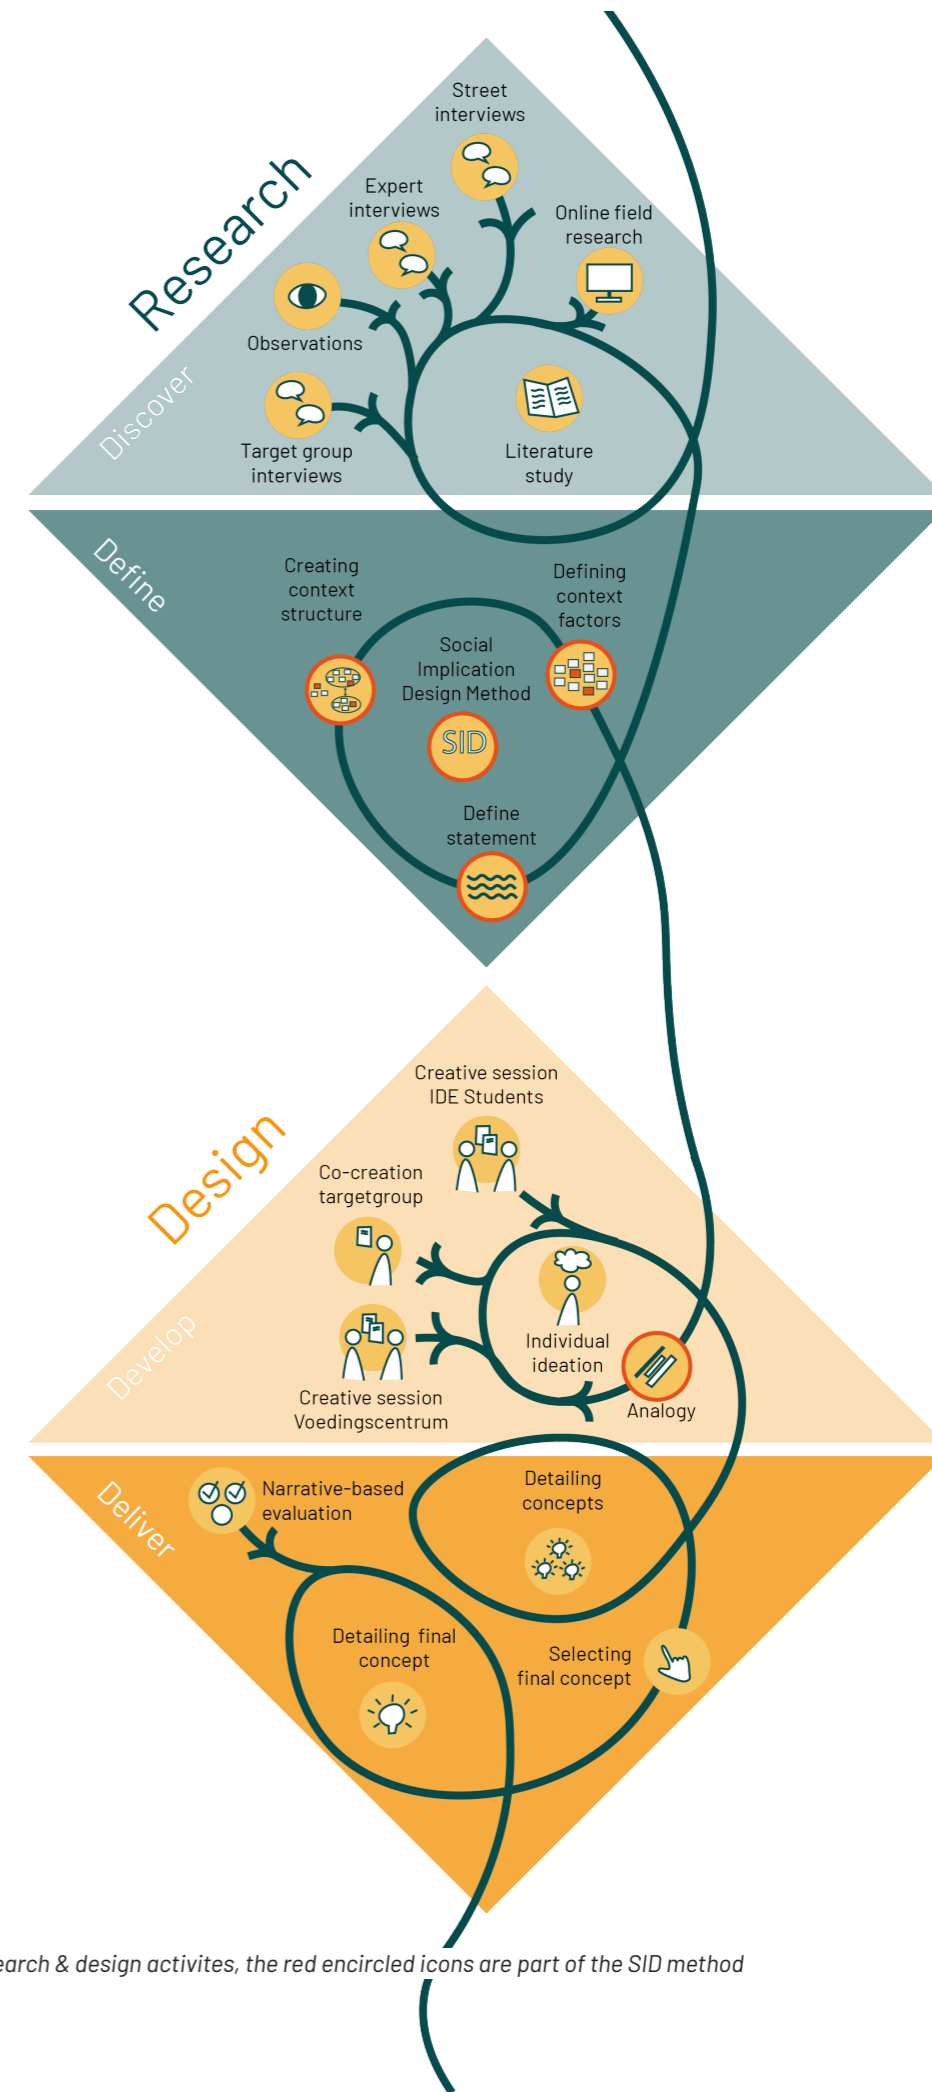 Research
Discover
Street
interviews
Expert
interviews
Online field
research
Observations
Target group
interviews
Literature
study
Define
Creating
context
structure
Defining
context
factors
Social
Implication
Design Method
SID
Define
statement
Design
Develop
Creative session
IDE Students
Co-creation
targetgroup
Individual
ideation
Creative session
Voedingscentrum
Analogy
Deliver
Narrative-based
evaluation
Detailing
concepts
Detailing final
concept
Selecting
final concept
& design activites, the red encircled icons are part of the SID method